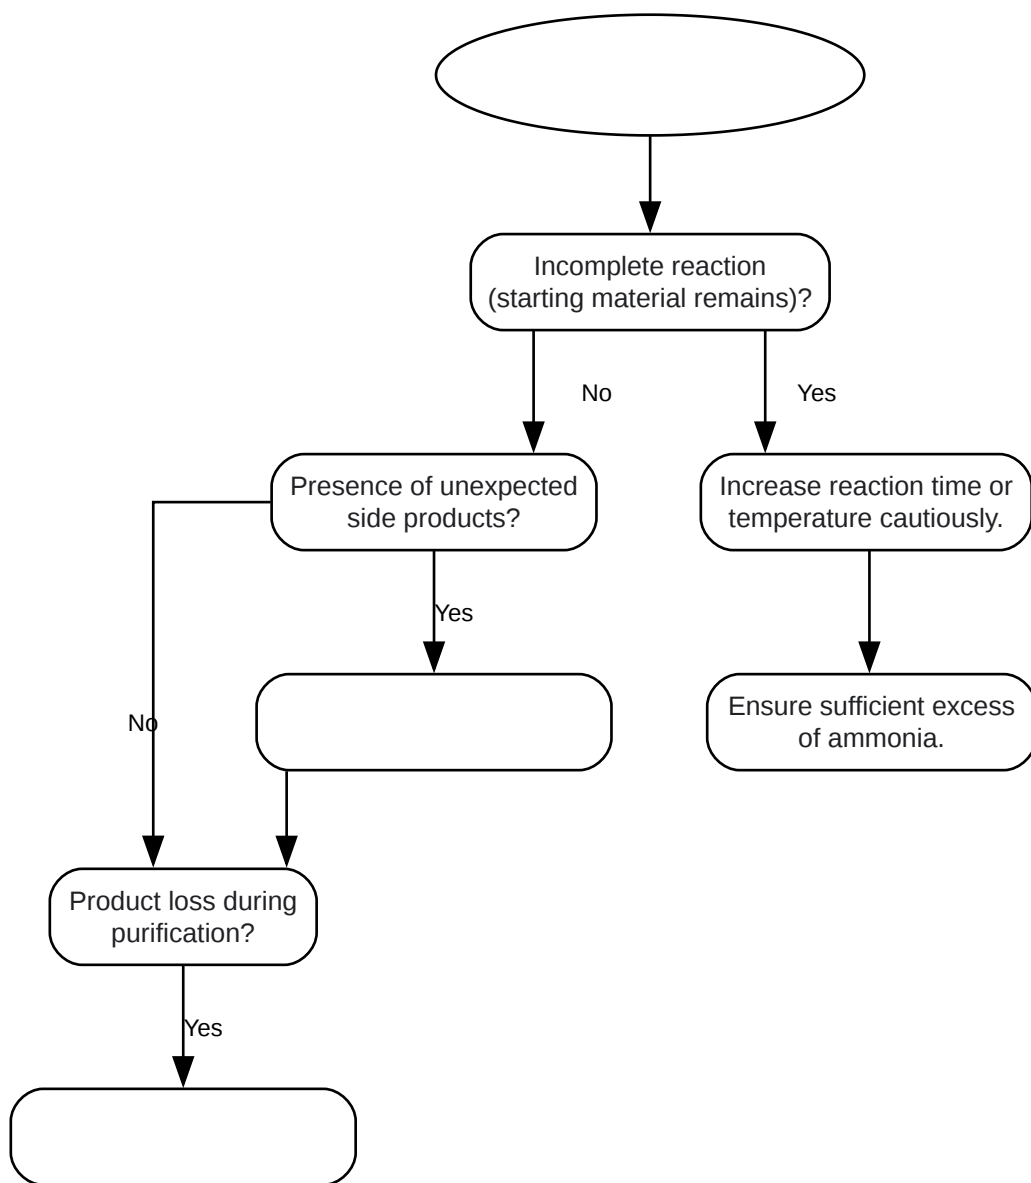 Incomplete reaction
(starting material remains)?
No
Yes
Presence of unexpected
side products?
Increase reaction time or
temperature cautiously.
Yes
Ensure sufficient excess
of ammonia.
No
Product loss during
purification?
Yes